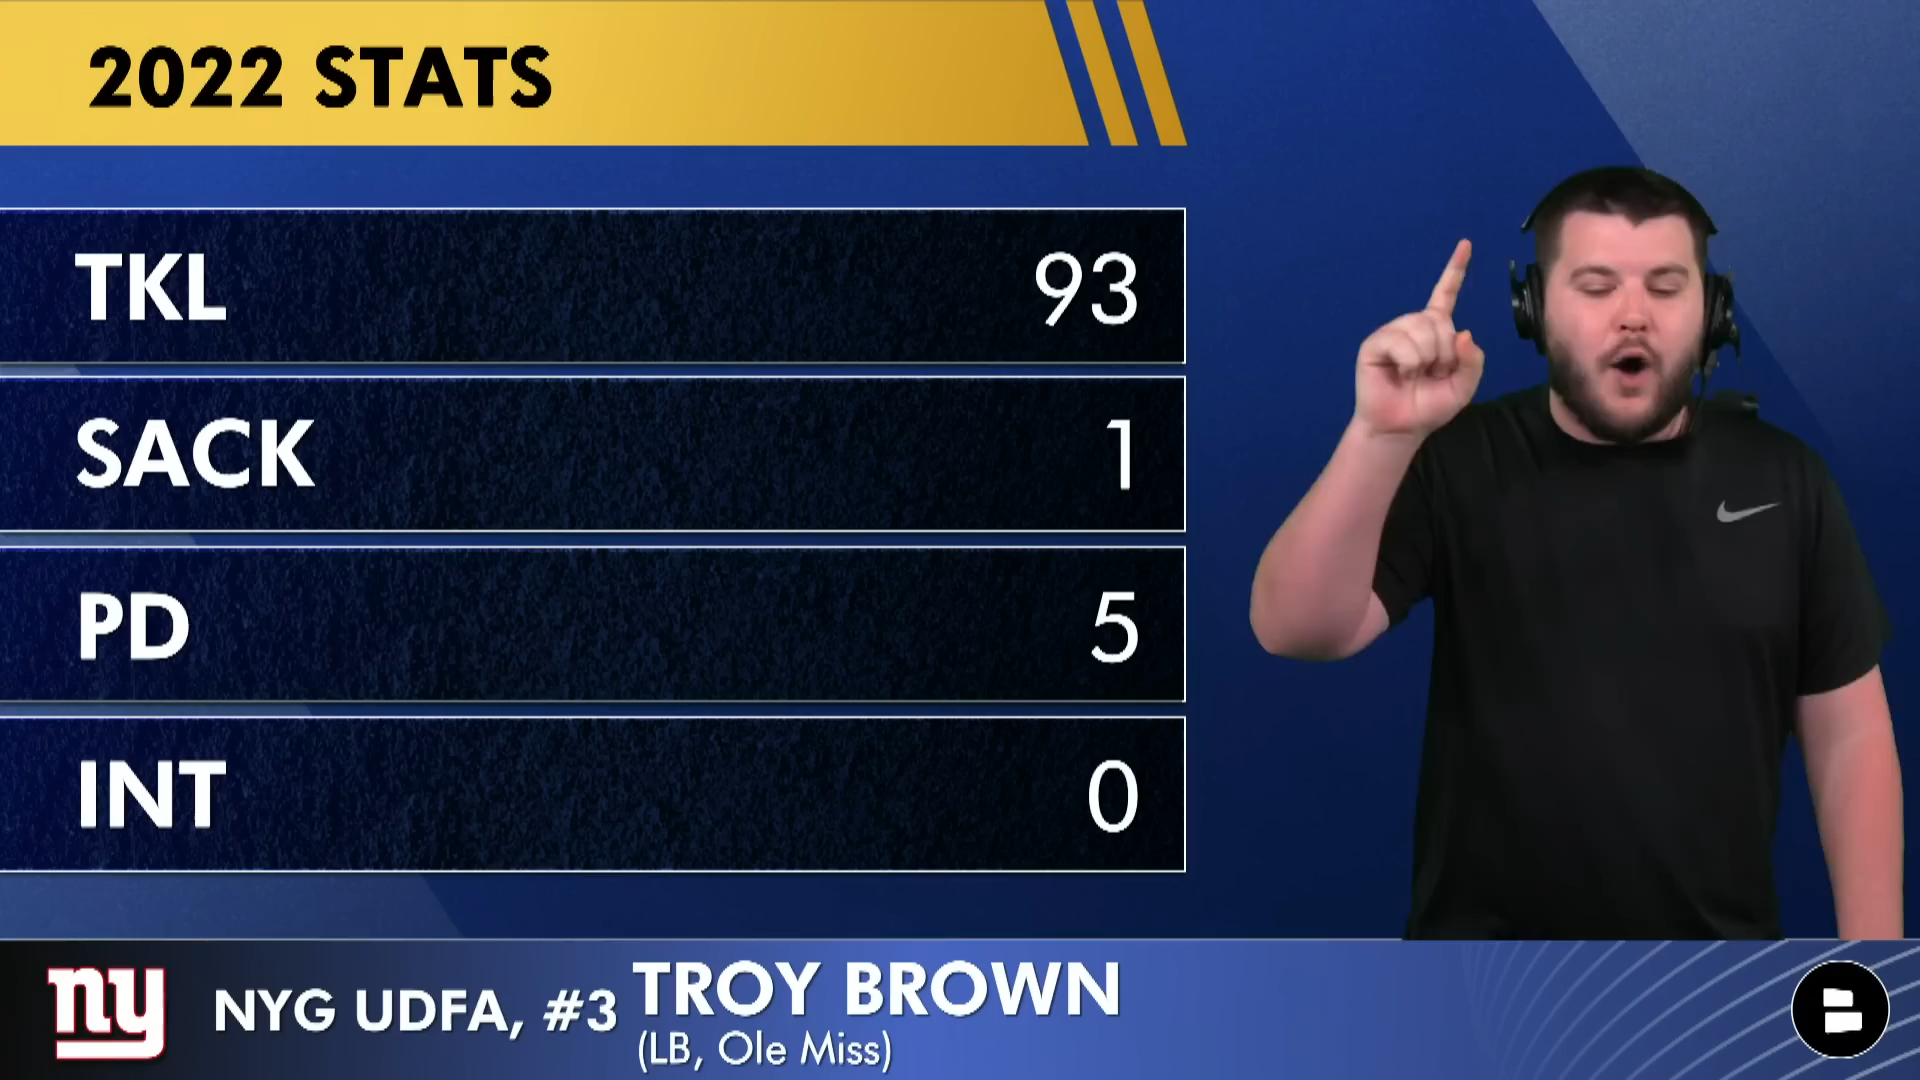 2022 STATS
TKL 93
SACK 1
PD 5
INT 0
ny NYG UDFA, #3 TROY BROWN
(LB, Ole Miss)